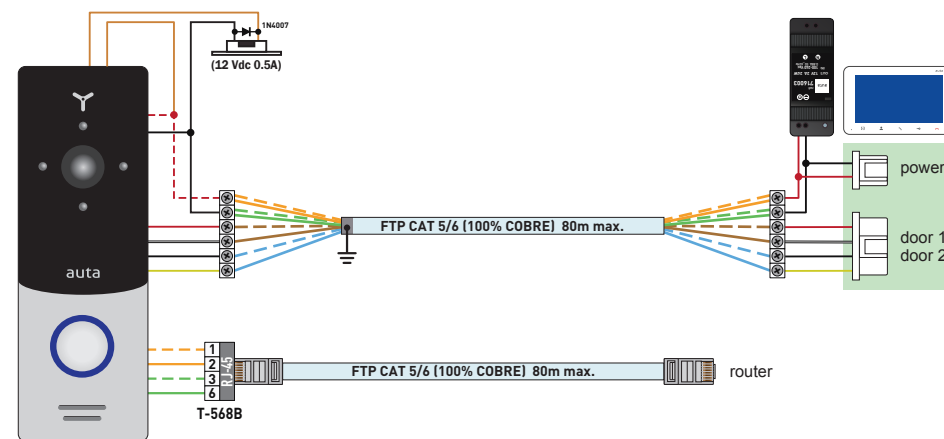 1N4007
(12 Vdc 0.5A)
auta
FTP CAT 5/6 (100% COBRE) 80m max.
power
door 1
door 2
1
2
3
6
RJ-45
T-568B
FTP CAT 5/6 (100% COBRE) 80m max.
router